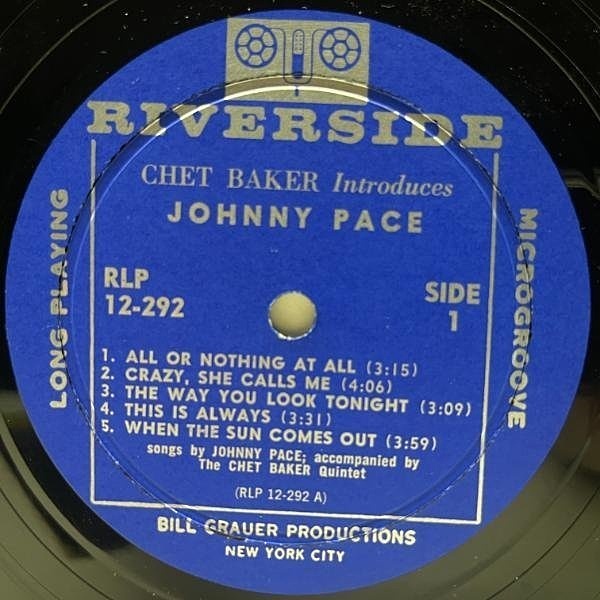 RIVERSIDE
CHET BAKER Introduces
JOHNNY PACE
LONG PLAYING
MICROGROOVE
RLP
12-292
SIDE
1
1. ALL OR NOTHING AT ALL (3:15)
2. CRAZY, SHE CALLS ME (4:06)
3. THE WAY YOU LOOK TONIGHT (3:09)
4. THIS IS ALWAYS (3:31)
5. WHEN THE SUN COMES OUT (3:59)
songs by JOHNNY PACE; accompanied by
The CHET BAKER Quintet
(RLP 12-292 A)
BILL GRAUER PRODUCTIONS
NEW YORK CITY